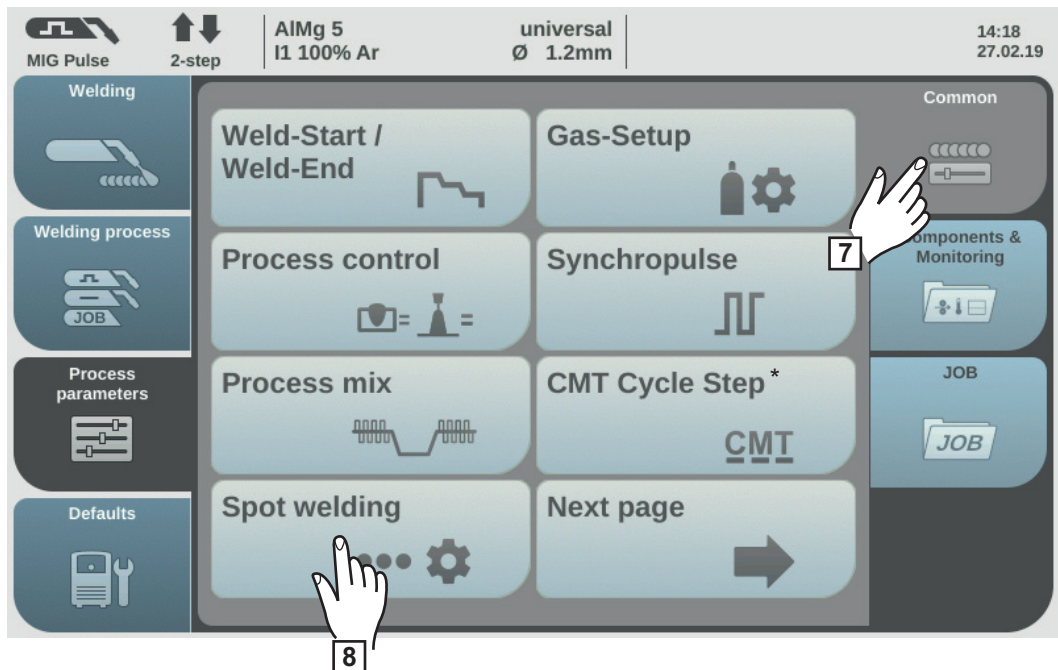 MIG Pulse
2-step
AlMg 5
I1 100% Ar
universal
Ø 1.2mm
14:18
27.02.19
Welding
Welding process
JOB
Process
parameters
Defaults
Weld-Start /
Weld-End
Gas-Setup
Process control
Synchropulse
Process mix
CMT Cycle Step *
CMT
Spot welding
Next page
Common
Components &
Monitoring
JOB
JOB
7
8